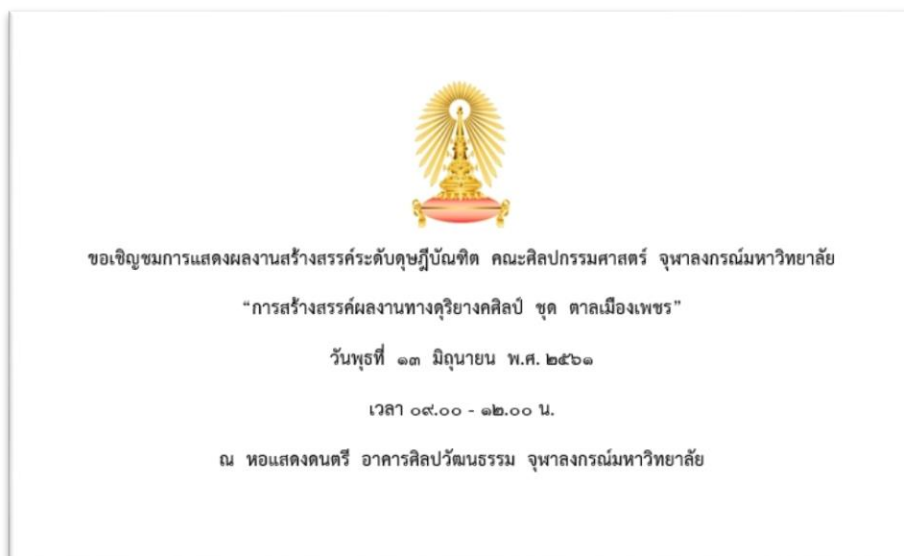 ขอเชิญชมการแสดงผลงานสร้างสรรค์ระดับดุษฎีบัณฑิต คณะศิลปกรรมศาสตร์ จุฬาลงกรณ์มหาวิทยาลัย
“การสร้างสรรค์ผลงานทางดุริยางคศิลป์ ชุด ตาลเมืองเพชร”
วันพุธที่ ๑๓ มิถุนายน พ.ศ. ๒๕๖๑
เวลา ๐๙.๐๐ - ๑๒.๐๐ น.
ณ หอแสดงดนตรี อาคารศิลปวัฒนธรรม จุฬาลงกรณ์มหาวิทยาลัย